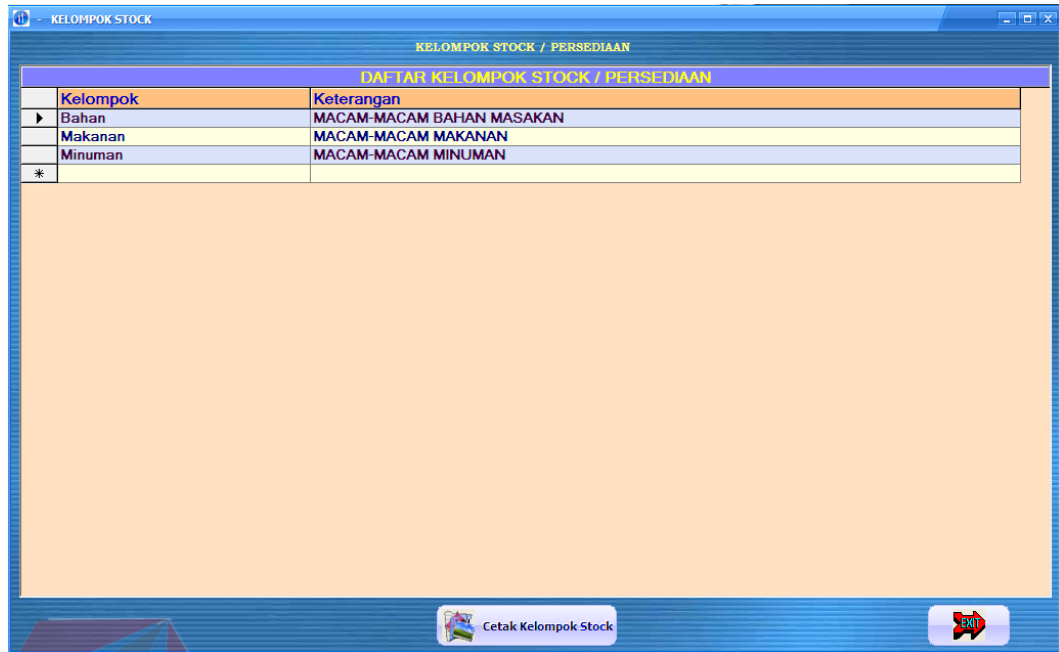 - KELOMPOK STOCK
KELOMPOK STOCK / PERSEDIAAN
DAFTAR KELOMPOK STOCK / PERSEDIAAN
Kelompok Keterangan
Bahan MACAM-MACAM BAHAN MASAKAN
Makanan MACAM-MACAM MAKANAN
Minuman MACAM-MACAM MINUMAN
Cetak Kelompok Stock
EXIT